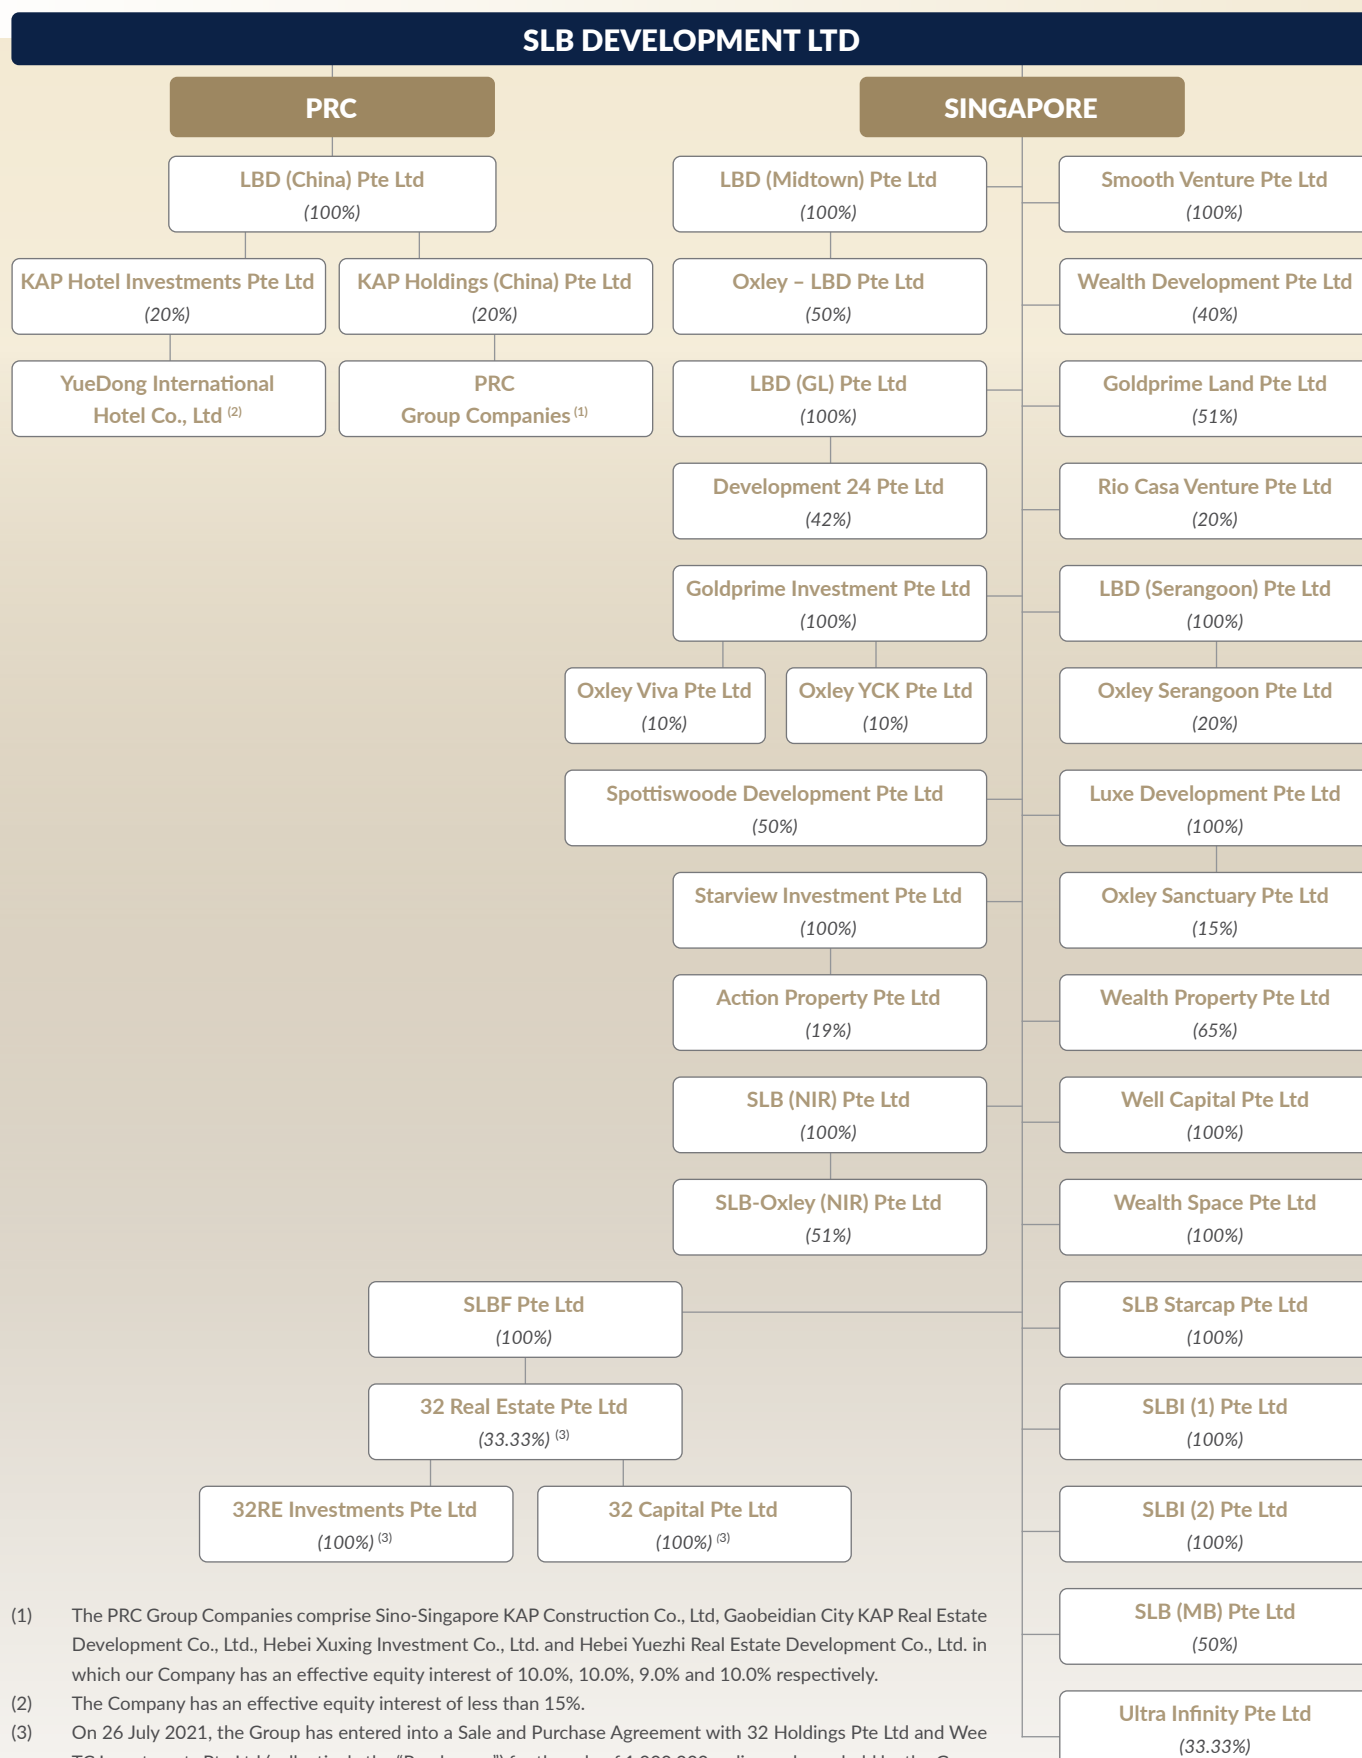 SLB DEVELOPMENT LTD
PRC
LBD (China) Pte Ltd
(100%)
KAP Hotel Investments Pte Ltd
(20%)
KAP Holdings (China) Pte Ltd
(20%)
YueDong International
Hotel Co., Ltd (2)
PRC
Group Companies (1)
SINGAPORE
LBD (Midtown) Pte Ltd
(100%)
Oxley – LBD Pte Ltd
(50%)
LBD (GL) Pte Ltd
(100%)
Development 24 Pte Ltd
(42%)
Goldprime Investment Pte Ltd
(100%)
Oxley Viva Pte Ltd
(10%)
Oxley YCK Pte Ltd
(10%)
Spottiswoode Development Pte Ltd
(50%)
Starview Investment Pte Ltd
(100%)
Action Property Pte Ltd
(19%)
SLB (NIR) Pte Ltd
(100%)
SLB-Oxley (NIR) Pte Ltd
(51%)
SLBF Pte Ltd
(100%)
32 Real Estate Pte Ltd
(33.33%) (3)
32RE Investments Pte Ltd
(100%) (3)
32 Capital Pte Ltd
(100%) (3)
Smooth Venture Pte Ltd
(100%)
Wealth Development Pte Ltd
(40%)
Goldprime Land Pte Ltd
(51%)
Rio Casa Venture Pte Ltd
(20%)
LBD (Serangoon) Pte Ltd
(100%)
Oxley Serangoon Pte Ltd
(20%)
Luxe Development Pte Ltd
(100%)
Oxley Sanctuary Pte Ltd
(15%)
Wealth Property Pte Ltd
(65%)
Well Capital Pte Ltd
(100%)
Wealth Space Pte Ltd
(100%)
SLB Starcap Pte Ltd
(100%)
SLBI (1) Pte Ltd
(100%)
SLBI (2) Pte Ltd
(100%)
SLB (MB) Pte Ltd
(50%)
Ultra Infinity Pte Ltd
(33.33%)
(1) The PRC Group Companies comprise Sino-Singapore KAP Construction Co., Ltd, Gaobeidian City KAP Real Estate
Development Co., Ltd., Hebei Xuxing Investment Co., Ltd. and Hebei Yuezhi Real Estate Development Co., Ltd. in
which our Company has an effective equity interest of 10.0%, 10.0%, 9.0% and 10.0% respectively.
(2) The Company has an effective equity interest of less than 15%.
(3) On 26 July 2021, the Group has entered into a Sale and Purchase Agreement with 32 Holdings Pte Ltd and Wee